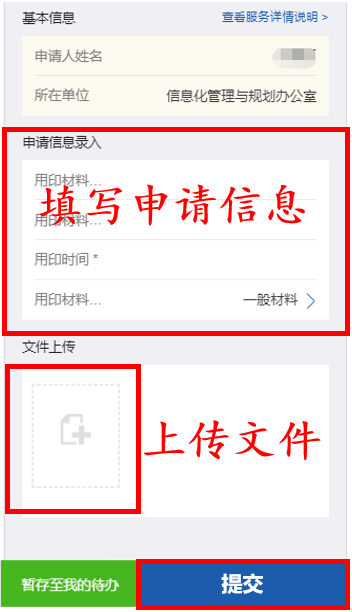 基本信息
查看服务详情说明 >
申请人姓名
所在单位
信息化管理与规划办公室
申请信息录入
用印材料...
填写申请信息
用印材料...
用印时间 *
用印材料...
一般材料 >
文件上传
上传文件
暂存至我的待办
提交